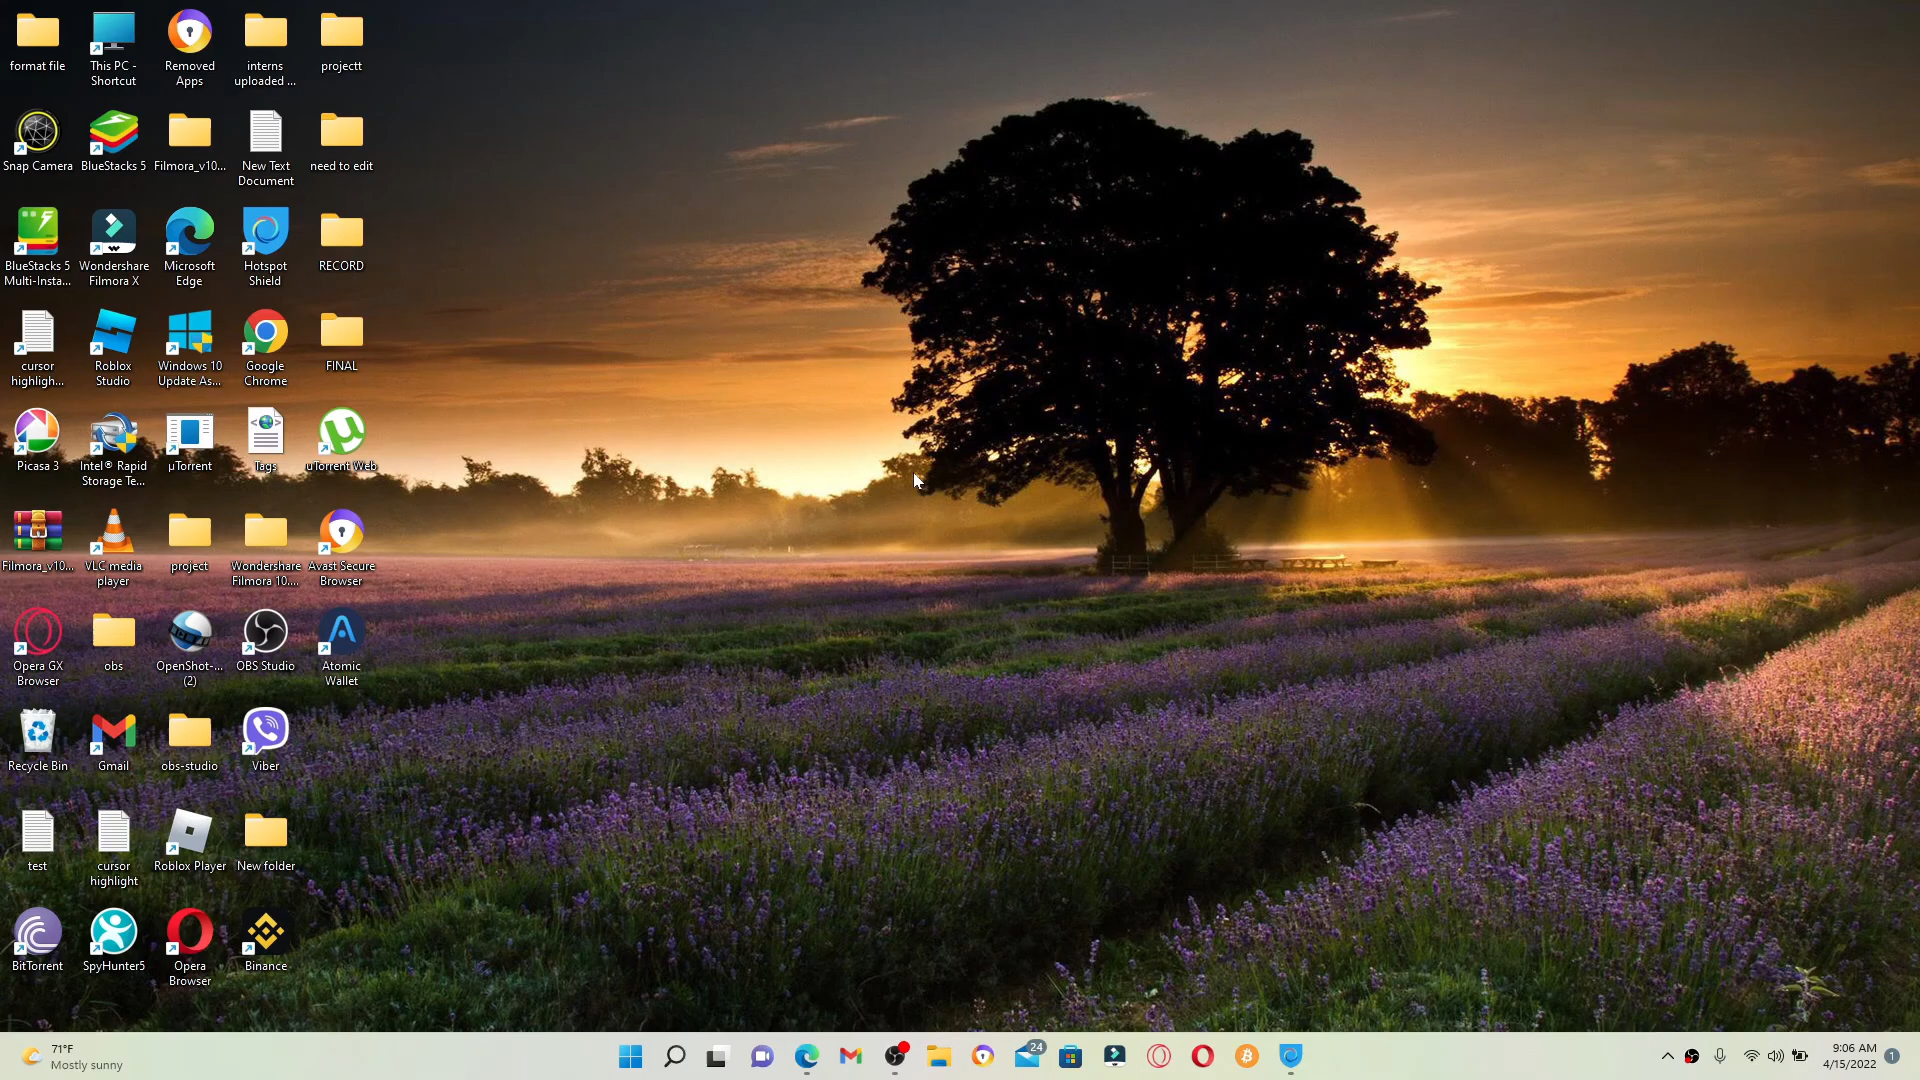 format file
This PC -
Shortcut
Removed
Apps
interns
uploaded ...
projectt
Snap Camera
BlueStacks 5
Filmora_v10...
New Text
Document
need to edit
BlueStacks 5
Multi-Insta...
Wondershare
Filmora X
Microsoft
Edge
Hotspot
Shield
RECORD
cursor
highligh...
Roblox
Studio
Windows 10
Update As...
Google
Chrome
FINAL
Picasa 3
Intel® Rapid
Storage Te...
µTorrent
Tags
uTorrent Web
Filmora_v10...
VLC media
player
project
Wondershare
Filmora 10....
Avast Secure
Browser
Opera GX
Browser
obs
OpenShot-...
(2)
OBS Studio
Atomic
Wallet
Recycle Bin
Gmail
obs-studio
Viber
test
cursor
highlight
Roblox Player
New folder
BitTorrent
SpyHunter5
Opera
Browser
Binance
71°F
Mostly sunny
24
9:06 AM
4/15/2022
1